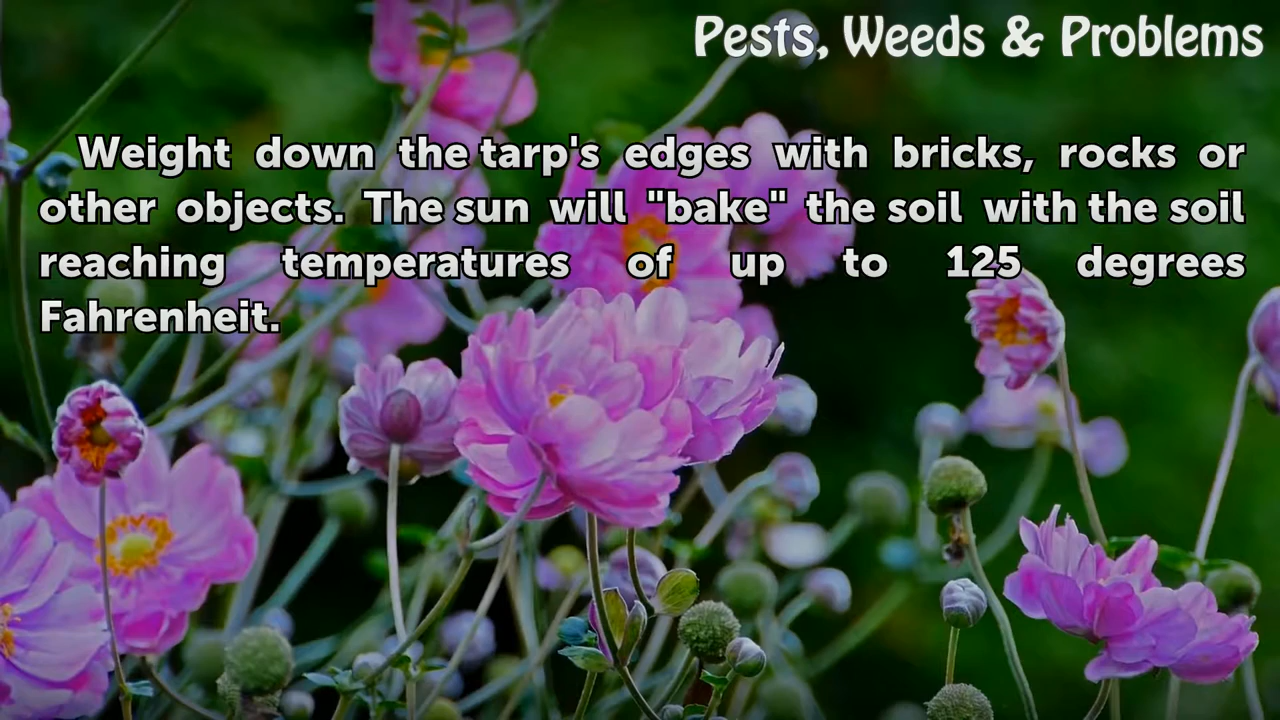 Pests, Weeds & Problems
Weight down the tarp's edges with bricks, rocks or
other objects. The sun will "bake" the soil with the soil
reaching temperatures of up to 125 degrees
Fahrenheit.